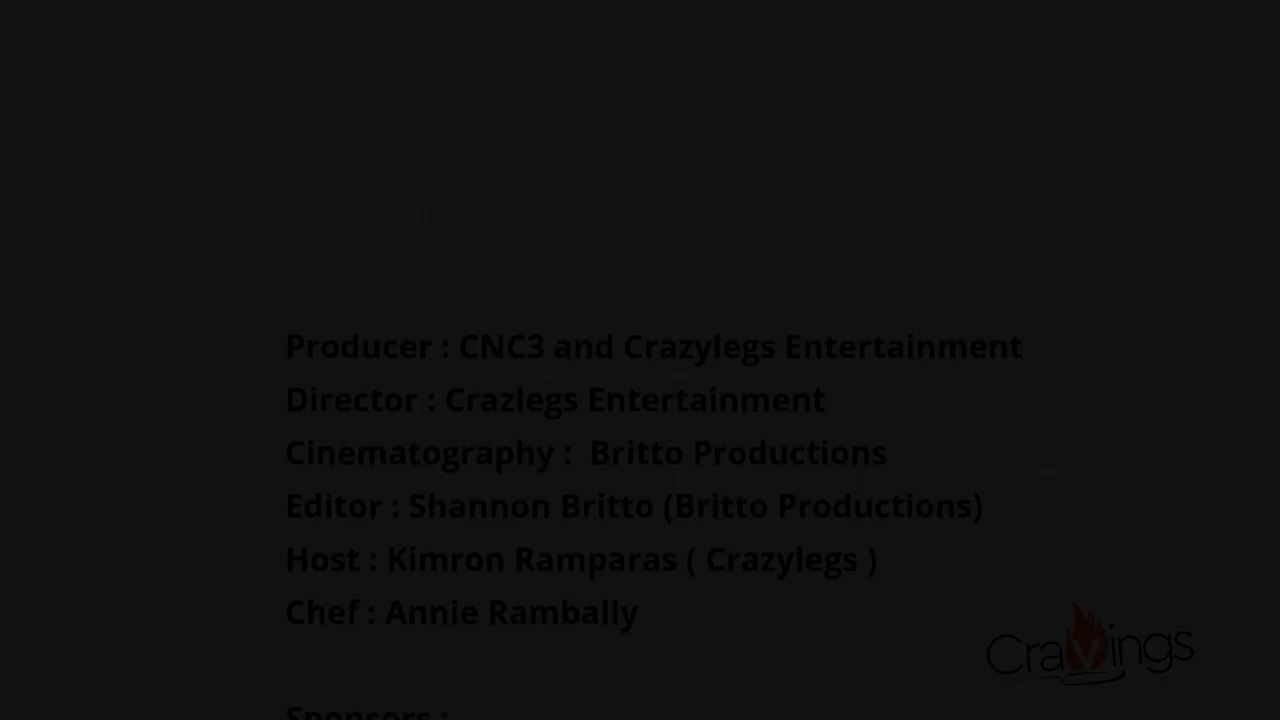 Producer : CNC3 and Crazylegs Entertainment
Director : Crazlegs Entertainment
Cinematography :  Britto Productions
Editor : Shannon Britto (Britto Productions)
Host : Kimron Ramparas ( Crazylegs )
Chef : Annie Rambally
Cravings
Sponsors :